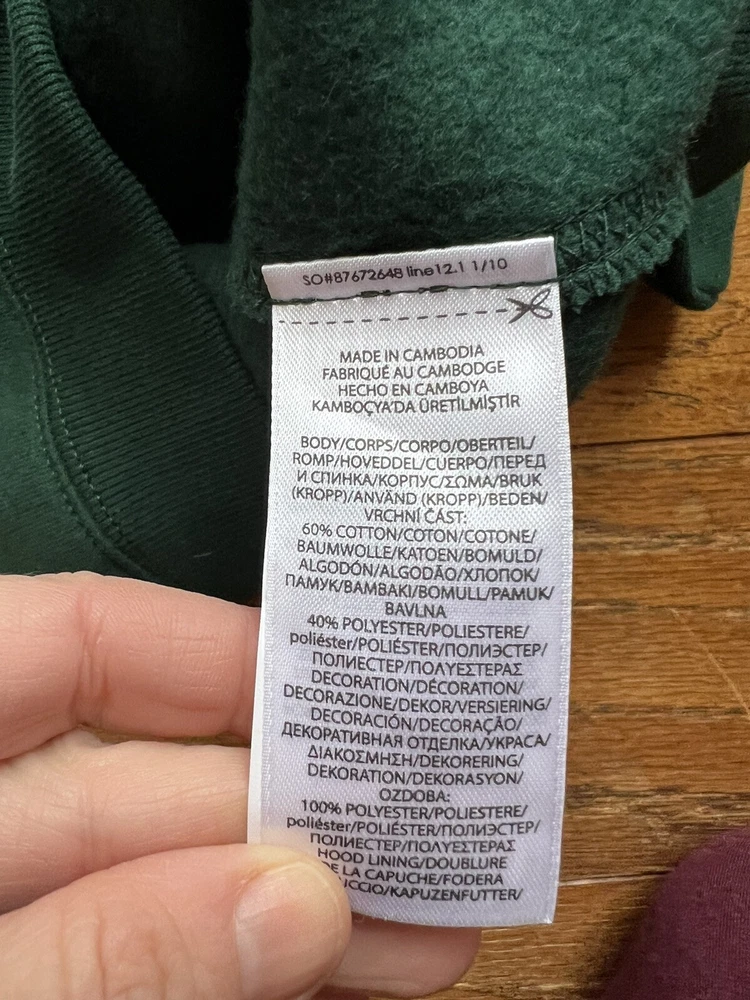 SO#87672648 line12.1 1/10
MADE IN CAMBODIA
FABRIQUÉ AU CAMBODGE
HECHO EN CAMBOYA
KAMBOÇYA'DA ÜRETİLMİŞTİR
BODY/CORPS/CORPO/OBERTEIL/
ROMP/HOVEDDEL/CUERPO/ПЕРЕД
И СПИНКА/КОРПУС/ΣΩΜΑ/BRUK
(KROPP)/ANVÄND (KROPP)/BEDEN/
VRCHNÍ ČÁST:
60% COTTON/COTON/COTONE/
BAUMWOLLE/KATOEN/BOMULD/
ALGODÓN/ALGODÃO/ХЛОПОК/
ПАМУК/ΒΑΜΒΑΚΙ/BOMULL/PAMUK/
BAVLNA
40% POLYESTER/POLIESTERE/
poliéster/POLIÉSTER/ПОЛИЭСТЕР/
ПОЛИЕСТЕР/ΠΟΛΥΕΣΤΕΡΑΣ
DECORATION/DÉCORATION/
DECORAZIONE/DEKOR/VERSIERING/
DECORACIÓN/DECORAÇÃO/
ДЕКОРАТИВНАЯ ОТДЕЛКА/УКРАСА/
ΔΙΑΚΟΣΜΗΣΗ/DEKORERING/
DEKORATION/DEKORASYON/
OZDOBA:
100% POLYESTER/POLIESTERE/
poliéster/POLIÉSTER/ПОЛИЭСТЕР/
ПОЛИЕСТЕР/ΠΟΛΥΕΣΤΕΡΑΣ
HOOD LINING/DOUBLURE
LA CAPUCHE/FODERA
KAPUZENFUTTER/